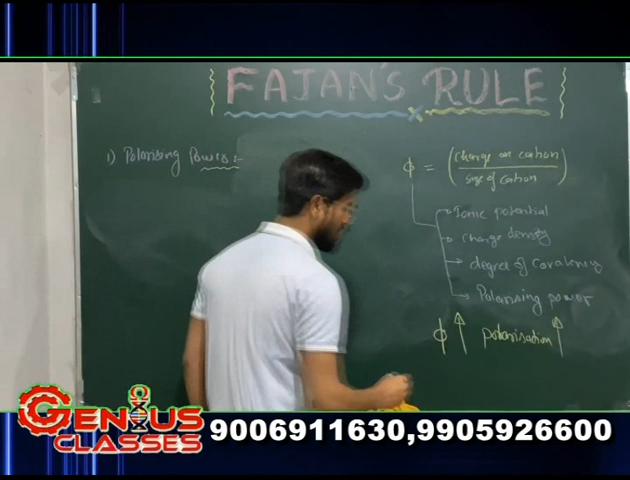 FAJAN'S RULE
1) Polarising Power :-
ϕ = (charge on cation / size of cation)
Ionic potential
charge density
degree of covalency
Polarising power
ϕ ↑ polarisation ↑
GENIUS
CLASSES
9006911630,9905926600